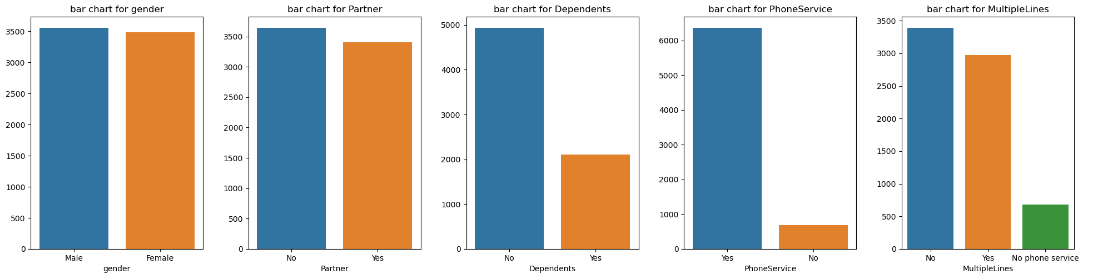 bar chart for gender
3500
3000
2500
2000
1500
1000
500
0
Male Female
gender
bar chart for Partner
3500
3000
2500
2000
1500
1000
500
0
No Yes
Partner
bar chart for Dependents
5000
4000
3000
2000
1000
0
No Yes
Dependents
bar chart for PhoneService
6000
5000
4000
3000
2000
1000
0
Yes No
PhoneService
bar chart for MultipleLines
3500
3000
2500
2000
1500
1000
500
0
No Yes No phone service
MultipleLines